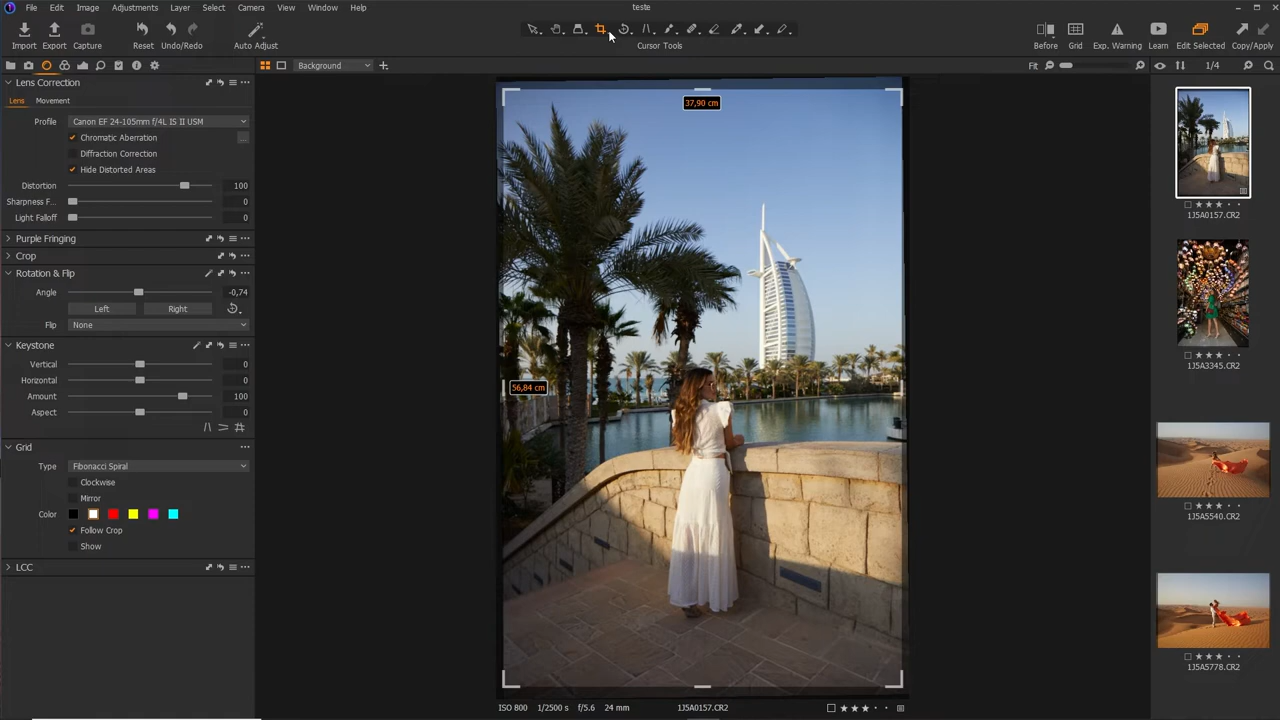 File Edit Image Adjustments Layer Select Camera View Window Help
teste
Import Export Capture Reset Undo Redo Auto Adjust
Cursor Tools
Before Grid Exp. Warning Learn Edit Selected Copy/Apply
Background
Fit
1/4
Lens Correction
Lens Movement
Profile Canon EF 24-105mm f/4L IS II USM
Chromatic Aberration
Diffraction Correction
Hide Distorted Areas
Distortion 100
Sharpness F... 0
Light Falloff 0
Purple Fringing
Crop
Rotation & Flip
Angle -0,74
Left Right
Flip None
Keystone
Vertical 0
Horizontal 0
Amount 100
Aspect 0
Grid
Type Fibonacci Spiral
Clockwise
Mirror
Color
Follow Crop
Show
LCC
37,90 cm
56,84 cm
ISO 800 1/2500 s f/5.6 24 mm 1J5A0157.CR2
1J5A0157.CR2
1J5A3345.CR2
1J5A5540.CR2
1J5A5778.CR2